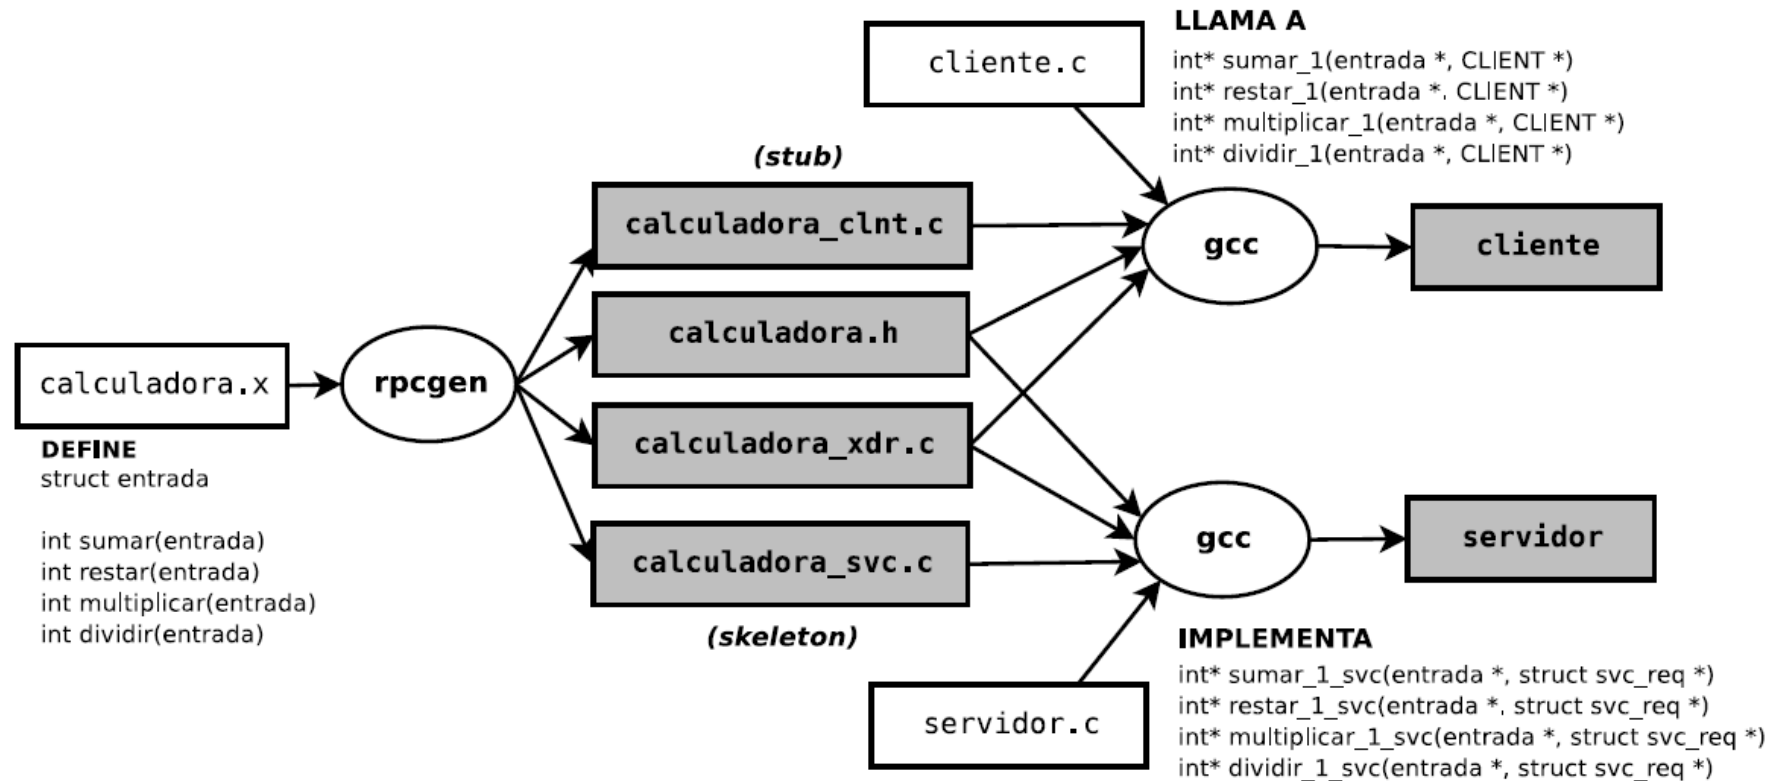 LLAMA A
cliente.c
int* sumar_1(entrada *, CLIENT *)
int* restar_1(entrada *. CLIENT *)
int* multiplicar_1(entrada *, CLIENT *)
int* dividir_1(entrada *, CLIENT *)
(stub)
calculadora_clnt.c
gcc
cliente
calculadora.h
calculadora.x
rpcgen
calculadora_xdr.c
DEFINE
struct entrada
int sumar(entrada)
int restar(entrada)
int multiplicar(entrada)
int dividir(entrada)
calculadora_svc.c
gcc
servidor
(skeleton)
IMPLEMENTA
servidor.c
int* sumar_1_svc(entrada *, struct svc_req *)
int* restar_1_svc(entrada *. struct svc_req *)
int* multiplicar_1_svc(entrada *, struct svc_req *)
int* dividir_1_svc(entrada *, struct svc_req *)